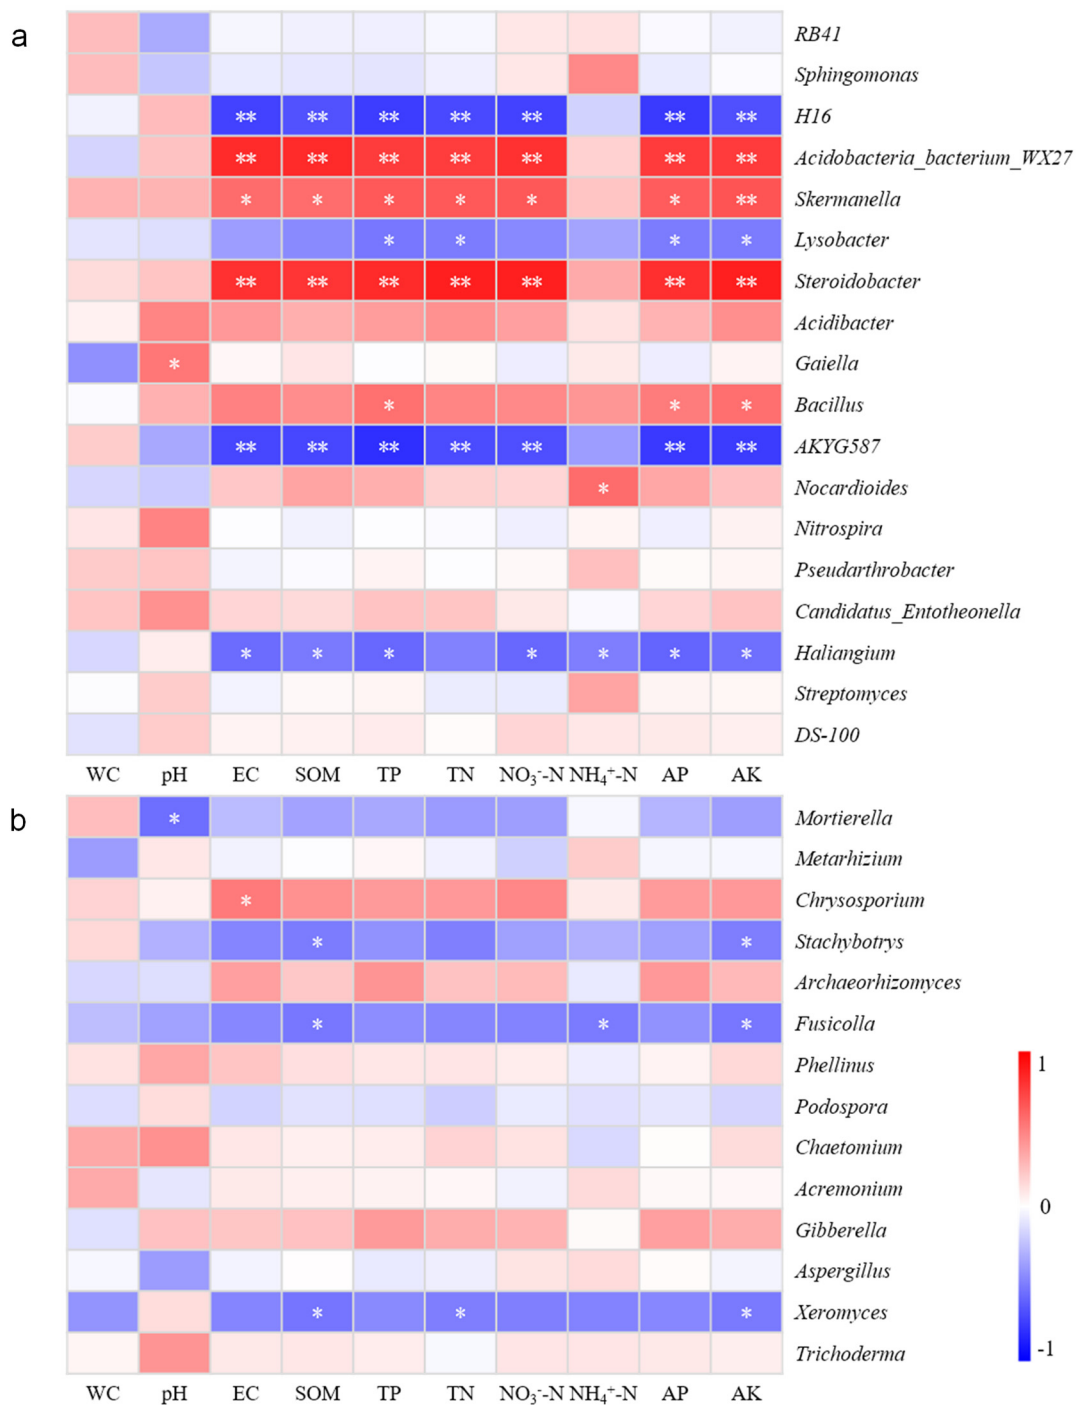 a
RB41
Sphingomonas
** ** ** ** ** ** ** H16
** ** ** ** ** ** ** Acidobacteria_bacterium_WX27
* * * * * * ** Skermanella
* * * * Lysobacter
** ** ** ** ** ** ** Steroidobacter
Acidibacter
* Gaiella
* * * Bacillus
** ** ** ** ** ** ** AKYG587
* Nocardioides
Nitrospira
Pseudarthrobacter
Candidatus_Entotheonella
* * * * * * * Haliangium
Streptomyces
DS-100
WC pH EC SOM TP TN NO₃⁻-N NH₄⁺-N AP AK
b
* Mortierella
Metarhizium
* Chrysosporium
* * Stachybotrys
Archaeorhizomyces
* * * Fusicolla
Phellinus
Podospora
Chaetomium
Acremonium
Gibberella
Aspergillus
* * * Xeromyces
Trichoderma
WC pH EC SOM TP TN NO₃⁻-N NH₄⁺-N AP AK
1
0
-1